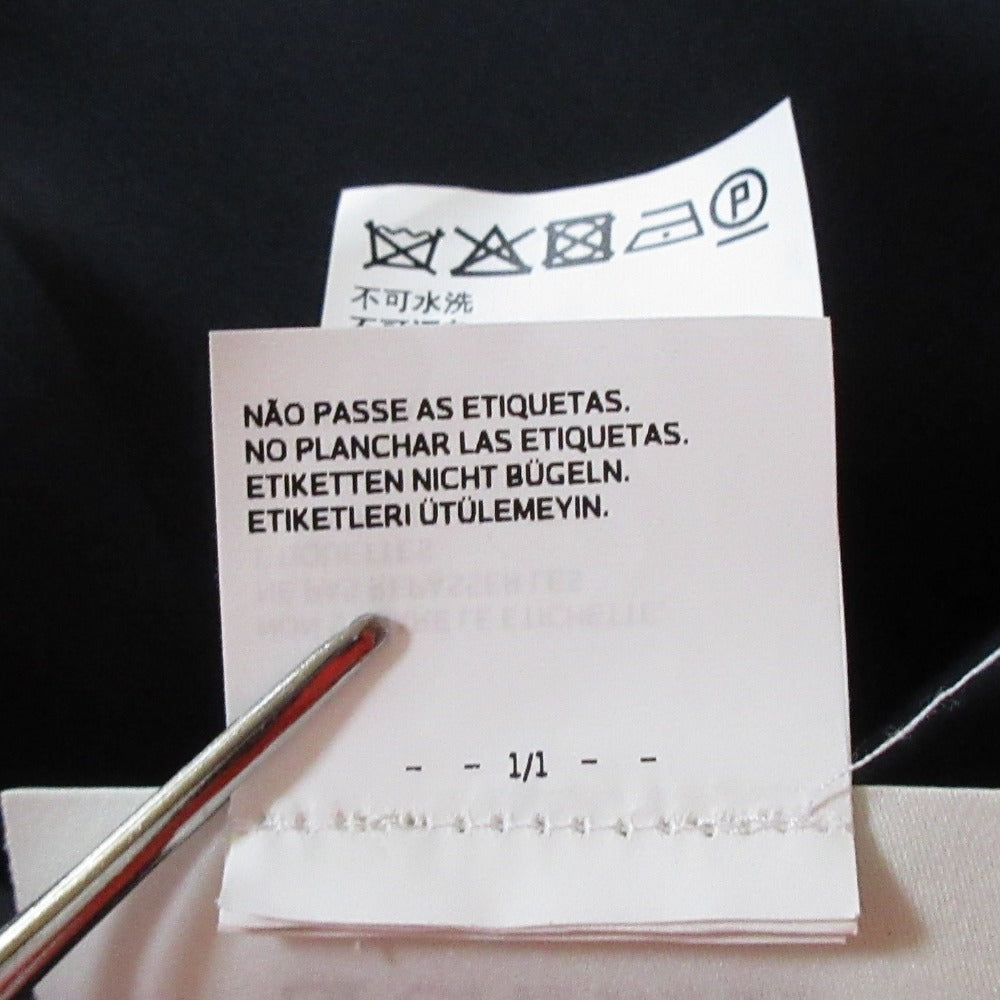 P
不可水洗
NÃO PASSE AS ETIQUETAS.
NO PLANCHAR LAS ETIQUETAS.
ETIKETTEN NICHT BÜGELN.
ETIKETLERI ÜTÜLEMEYIN.
- - 1/1 - -